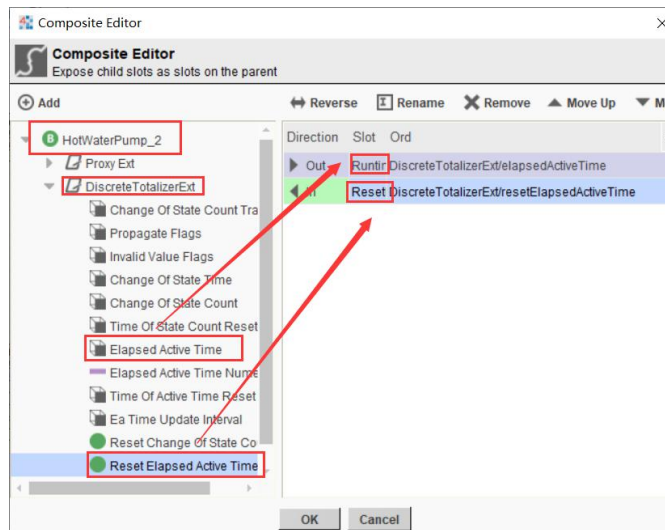 Composite Editor
Composite Editor
Expose child slots as slots on the parent
Add
Reverse Rename Remove Move Up M
HotWaterPump_2
Proxy Ext
DiscreteTotalizerExt
Change Of State Count Tra
Propagate Flags
Invalid Value Flags
Change Of State Time
Change Of State Count
Time Of State Count Reset
Elapsed Active Time
Elapsed Active Time Nume
Time Of Active Time Reset
Ea Time Update Interval
Reset Change Of State Co
Reset Elapsed Active Time
Direction Slot Ord
Out Runtir DiscreteTotalizerExt/elapsedActiveTime
In Reset DiscreteTotalizerExt/resetElapsedActiveTime
OK Cancel